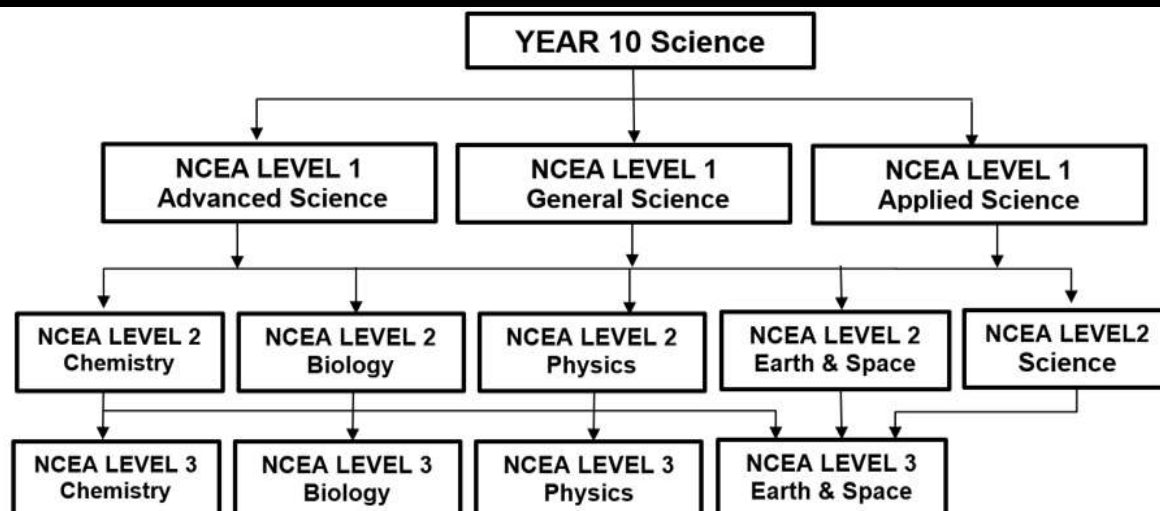 YEAR 10 Science
NCEA LEVEL 1
Advanced Science
NCEA LEVEL 1
General Science
NCEA LEVEL 1
Applied Science
NCEA LEVEL 2
Chemistry
NCEA LEVEL 2
Biology
NCEA LEVEL 2
Physics
NCEA LEVEL 2
Earth & Space
NCEA LEVEL2
Science
NCEA LEVEL 3
Chemistry
NCEA LEVEL 3
Biology
NCEA LEVEL 3
Physics
NCEA LEVEL 3
Earth & Space